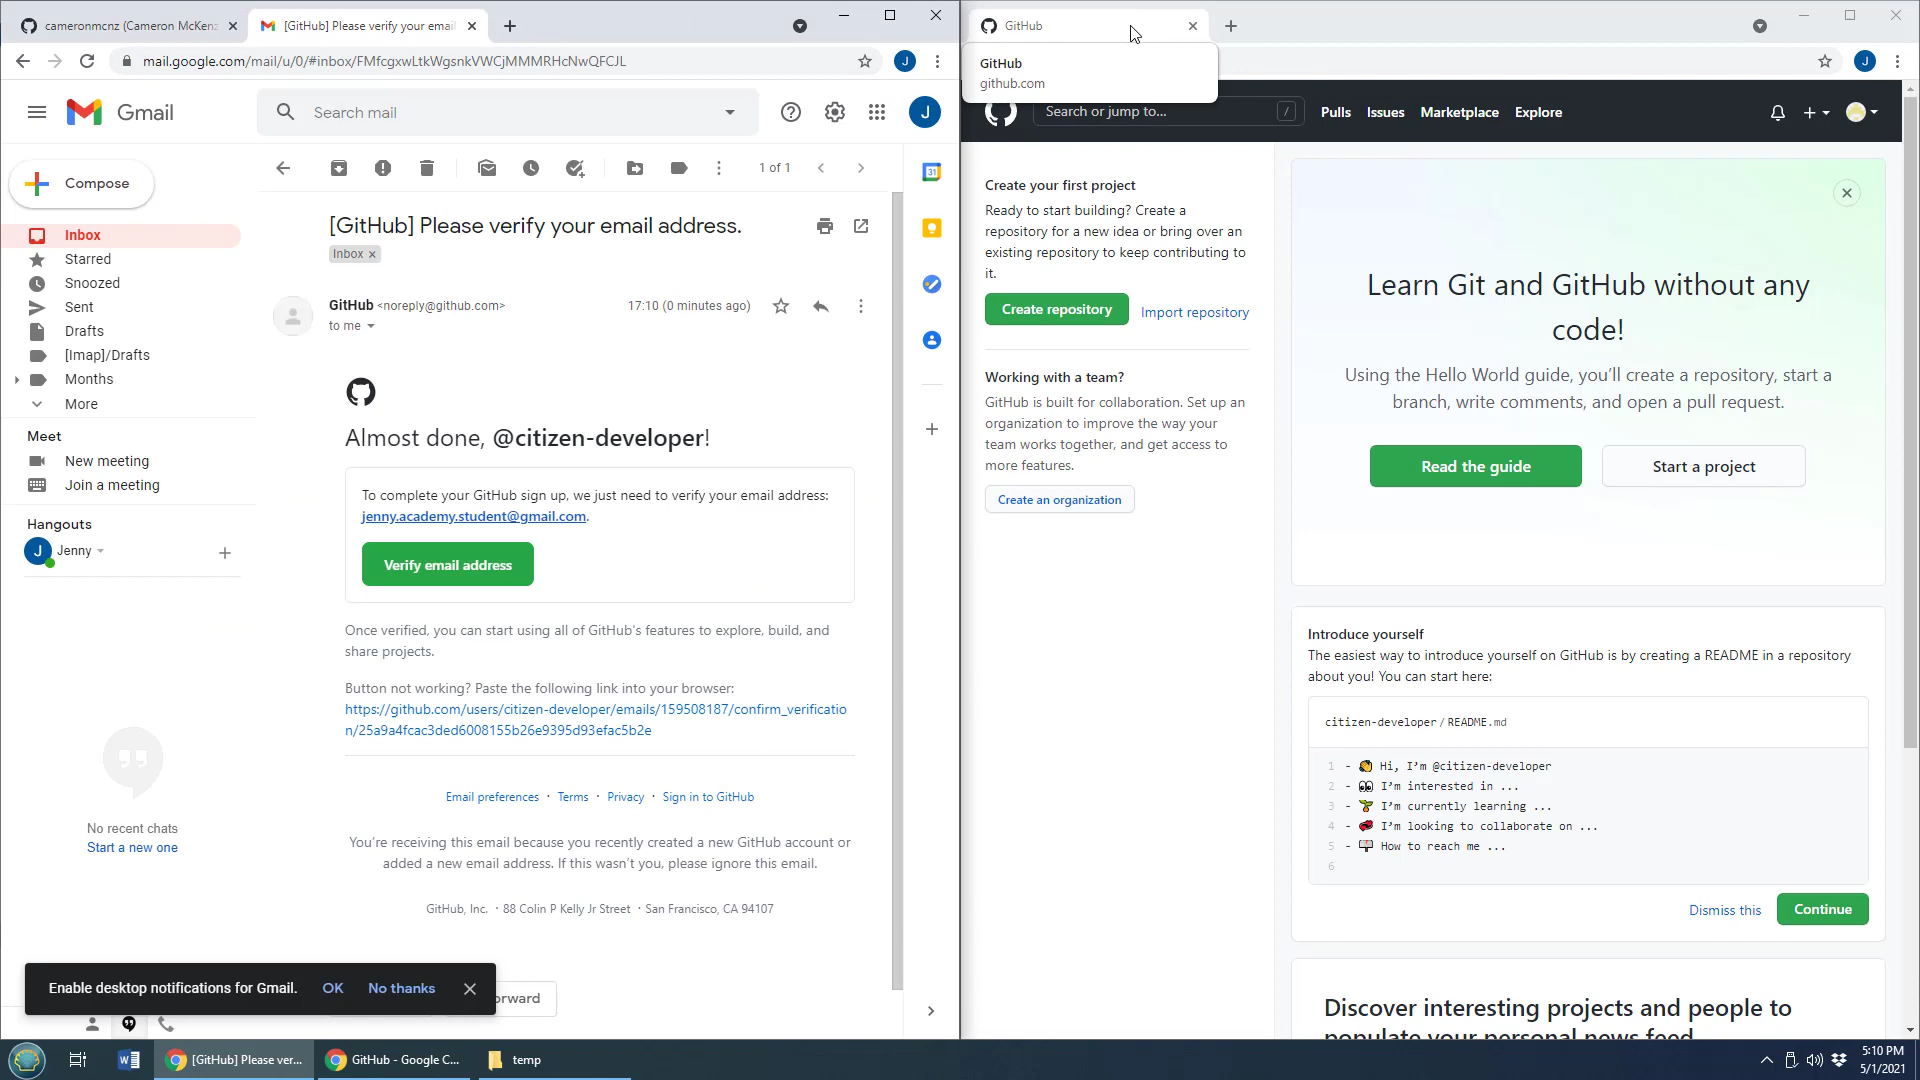 cameronmcnz (Cameron McKenz
[GitHub] Please verify your email
mail.google.com/mail/u/0/#inbox/FMfcgxwLtkWgsnkVWCjMMMRHcNwQFCJL
J
Gmail
Search mail
J
Compose
1 of 1
31
Inbox
Starred
Snoozed
Sent
Drafts
[Imap]/Drafts
Months
More
Meet
New meeting
Join a meeting
Hangouts
J
Jenny
No recent chats
Start a new one
[GitHub] Please verify your email address.
Inbox
GitHub <noreply@github.com>
17:10 (0 minutes ago)
to me
Almost done, @citizen-developer!
To complete your GitHub sign up, we just need to verify your email address:
jenny.academy.student@gmail.com.
Verify email address
Once verified, you can start using all of GitHub's features to explore, build, and
share projects.
Button not working? Paste the following link into your browser:
https://github.com/users/citizen-developer/emails/159508187/confirm_verificatio
n/25a9a4fcac3ded6008155b26e9395d93efac5b2e
Email preferences · Terms · Privacy · Sign in to GitHub
You're receiving this email because you recently created a new GitHub account or
added a new email address. If this wasn't you, please ignore this email.
GitHub, Inc. · 88 Colin P Kelly Jr Street · San Francisco, CA 94107
Enable desktop notifications for Gmail. OK No thanks
orward
GitHub
GitHub
github.com
J
Search or jump to...
/
Pulls Issues Marketplace Explore
Create your first project
Ready to start building? Create a
repository for a new idea or bring over an
existing repository to keep contributing to
it.
Create repository
Import repository
Working with a team?
GitHub is built for collaboration. Set up an
organization to improve the way your
team works together, and get access to
more features.
Create an organization
Learn Git and GitHub without any
code!
Using the Hello World guide, you'll create a repository, start a
branch, write comments, and open a pull request.
Read the guide
Start a project
Introduce yourself
The easiest way to introduce yourself on GitHub is by creating a README in a repository
about you! You can start here:
citizen-developer/README.md
1 - 👋 Hi, I'm @citizen-developer
2 - 👀 I'm interested in ...
3 - 🌱 I'm currently learning ...
4 - 💞️ I'm looking to collaborate on ...
5 - 📫 How to reach me ...
6
Dismiss this
Continue
Discover interesting projects and people to
populate your personal news feed
[GitHub] Please ver...
GitHub - Google C...
temp
5:10 PM
5/1/2021